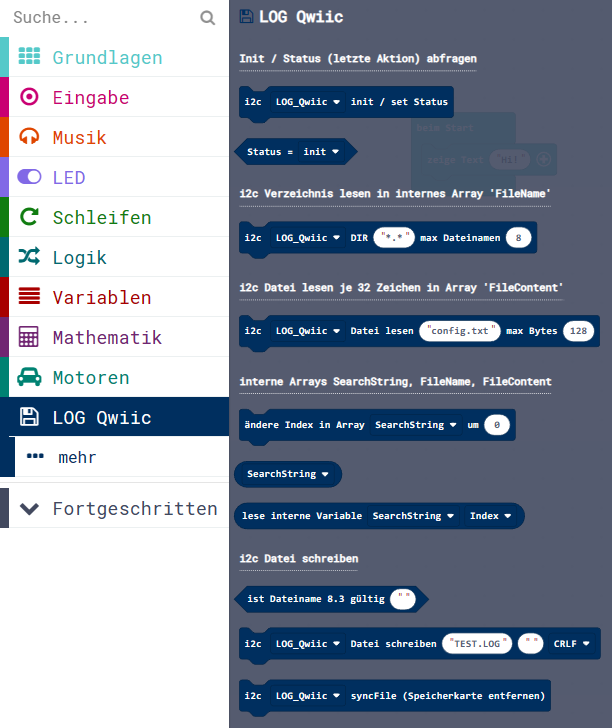 Suche...
Grundlagen
Eingabe
Musik
LED
Schleifen
Logik
Variablen
Mathematik
Motoren
LOG Qwiic
mehr
Fortgeschritten
LOG Qwiic
Init / Status (letzte Aktion) abfragen
i2c LOG_Qwiic init / set Status
beim Start
Status = init
zeige Text "Hi!"
i2c Verzeichnis lesen in internes Array 'FileName'
i2c LOG_Qwiic DIR "*.*" max Dateinamen 8
i2c Datei lesen je 32 Zeichen in Array 'FileContent'
i2c LOG_Qwiic Datei lesen "config.txt" max Bytes 128
interne Arrays SearchString, FileName, FileContent
ändere Index in Array SearchString um 0
SearchString
lese interne Variable SearchString Index
i2c Datei schreiben
ist Dateiname 8.3 gültig ""
i2c LOG_Qwiic Datei schreiben "TEST.LOG" "" CRLF
i2c LOG_Qwiic syncFile (Speicherkarte entfernen)